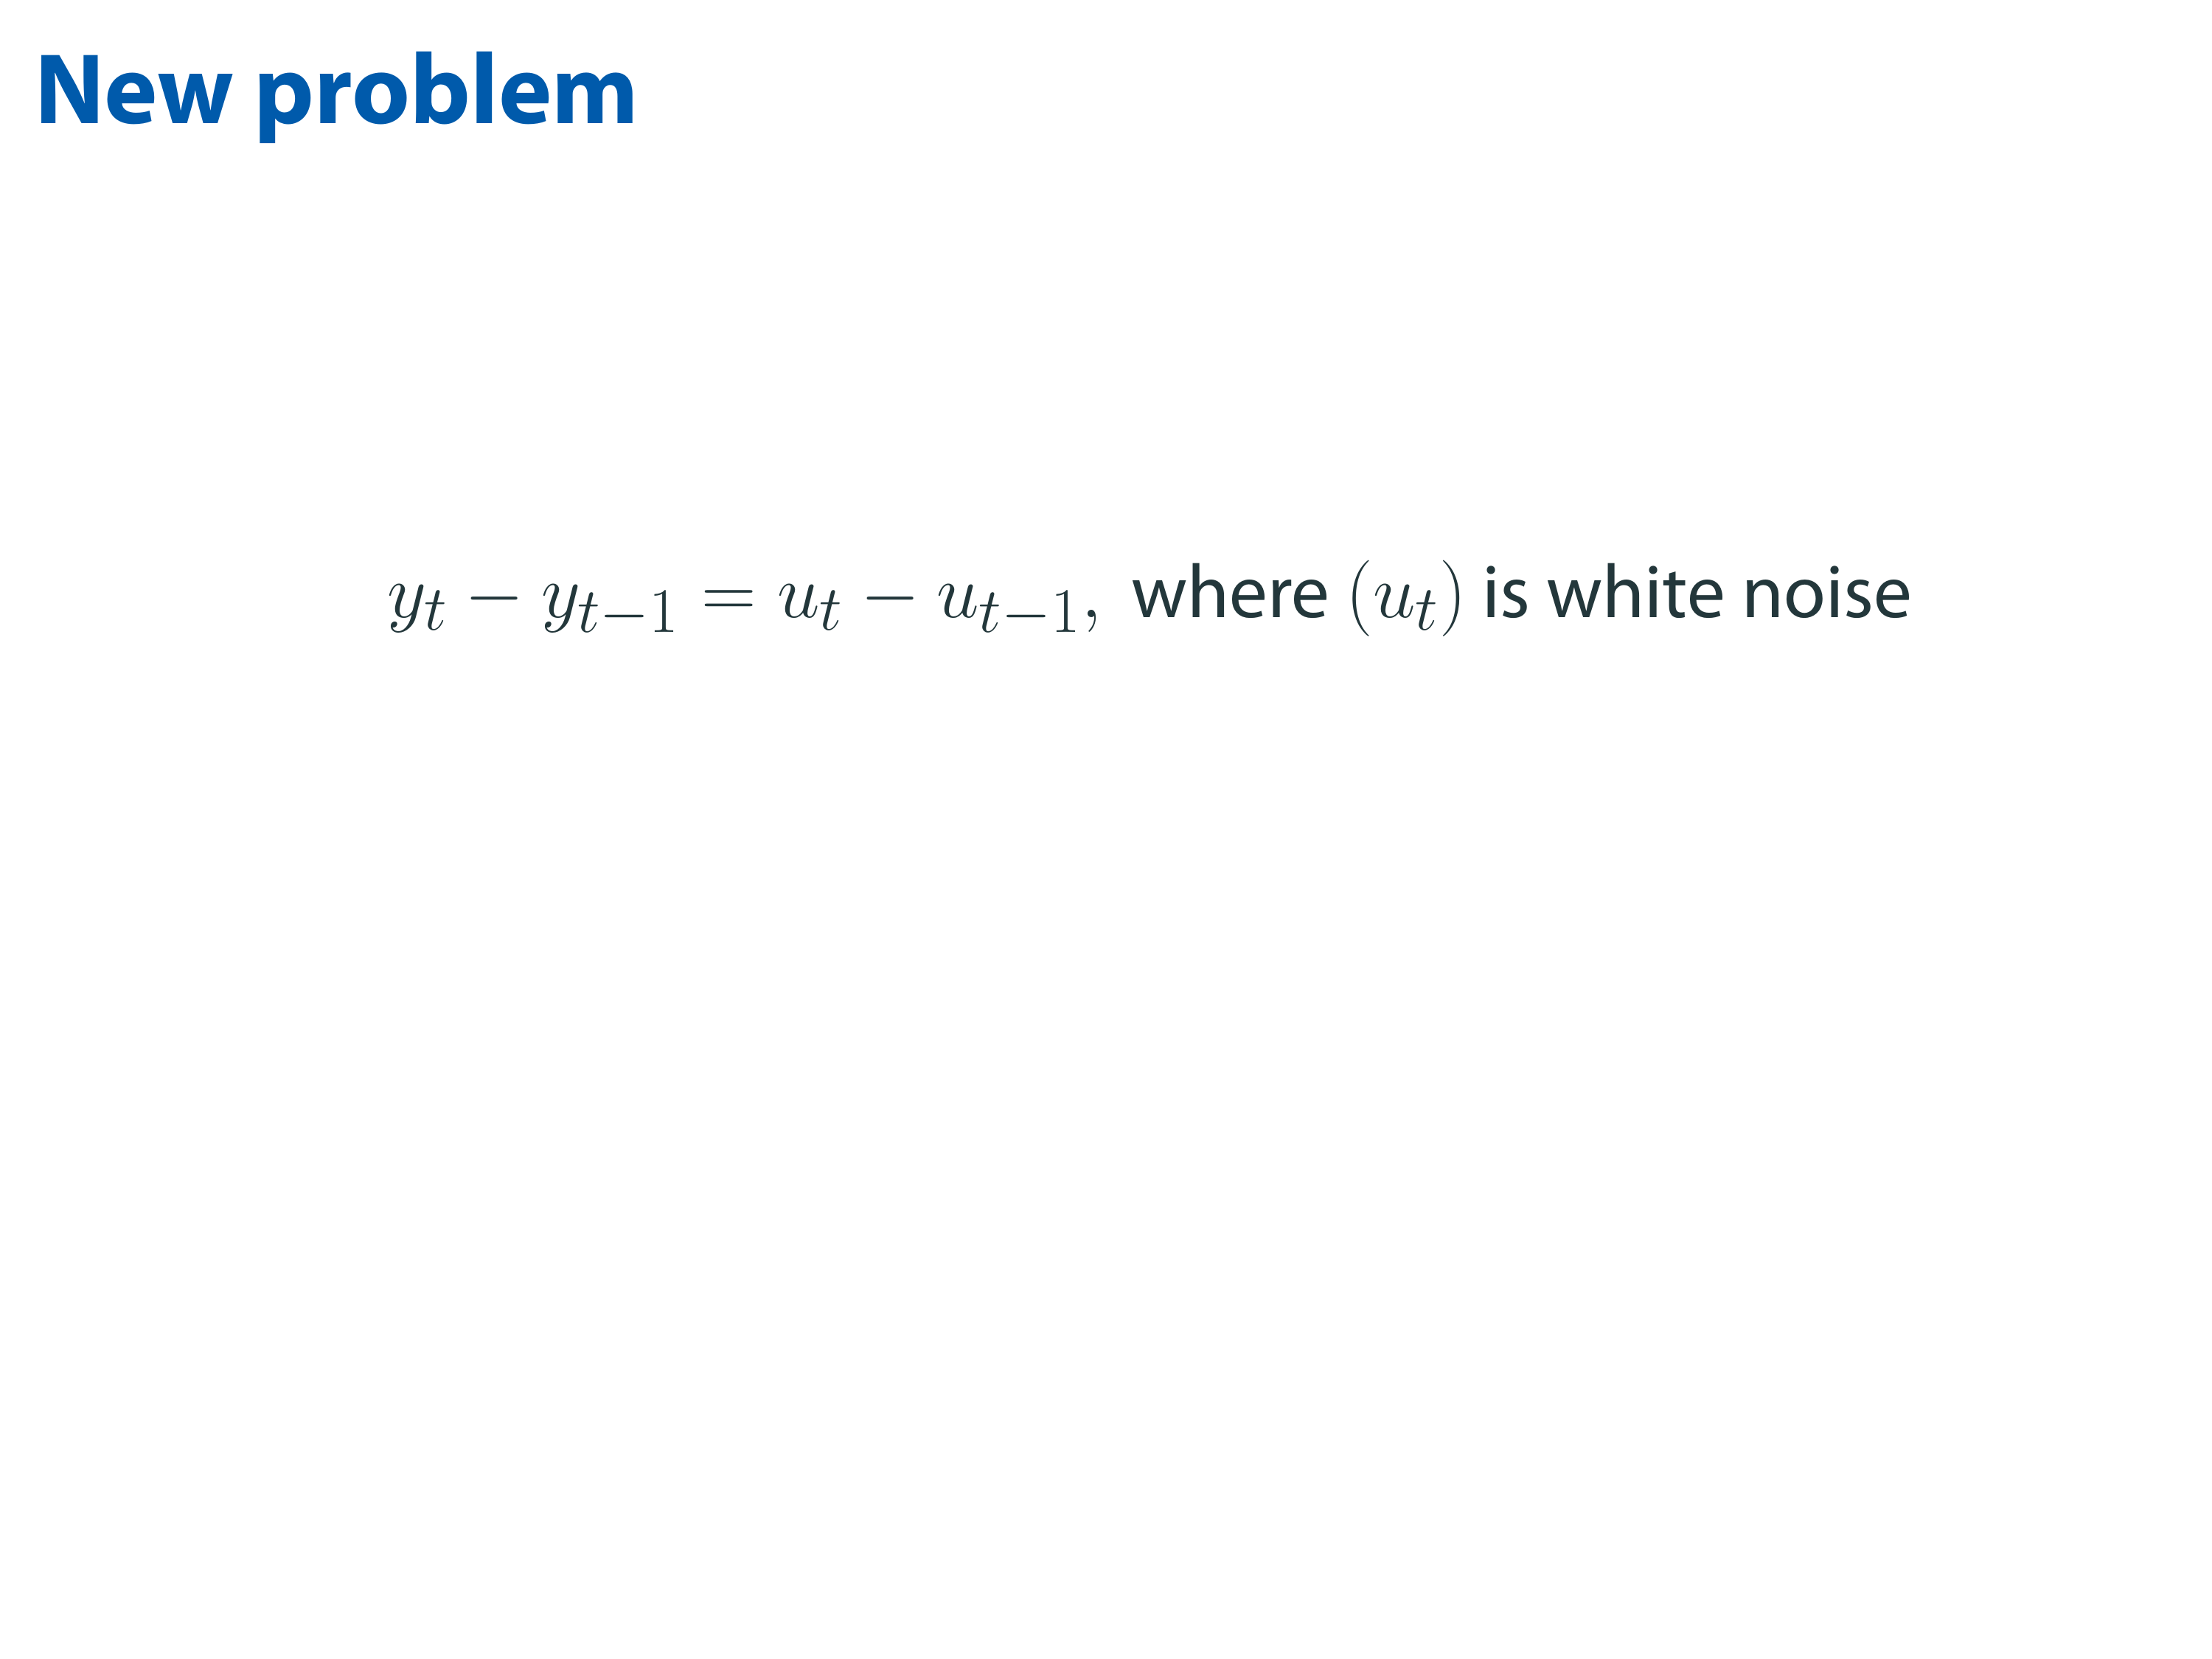 New problem
$y_t - y_{t-1} = u_t - u_{t-1}$, where $(u_t)$ is white noise